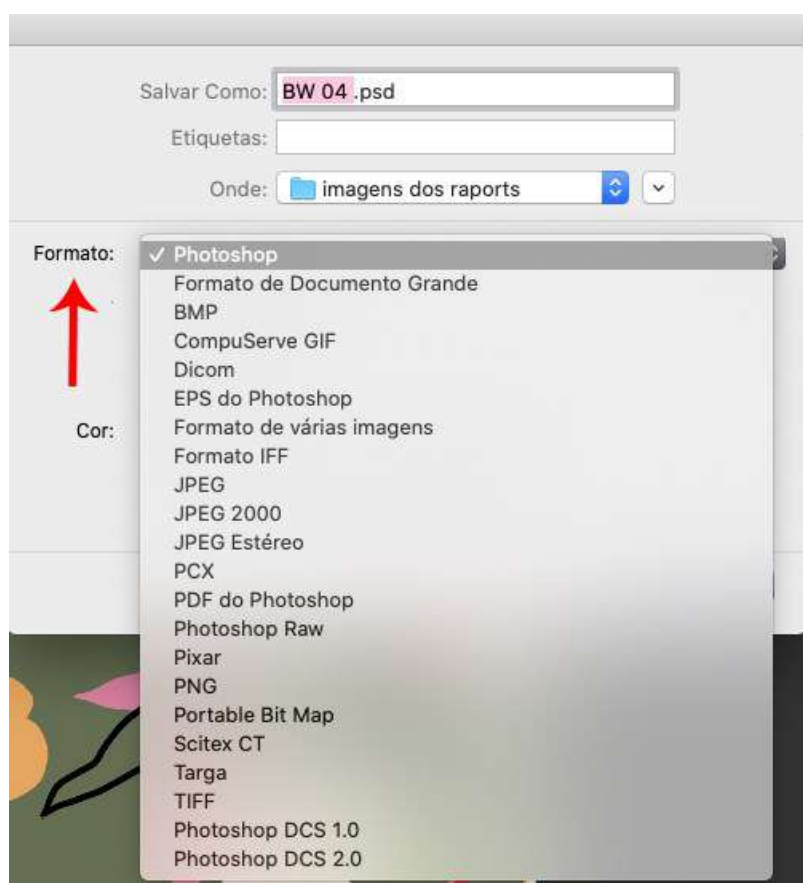 Salvar Como: BW 04 .psd
Etiquetas:
Onde: imagens dos raports
Formato: ✓ Photoshop
Formato de Documento Grande
BMP
CompuServe GIF
Dicom
EPS do Photoshop
Cor: Formato de várias imagens
Formato IFF
JPEG
JPEG 2000
JPEG Estéreo
PCX
PDF do Photoshop
Photoshop Raw
Pixar
PNG
Portable Bit Map
Scitex CT
Targa
TIFF
Photoshop DCS 1.0
Photoshop DCS 2.0